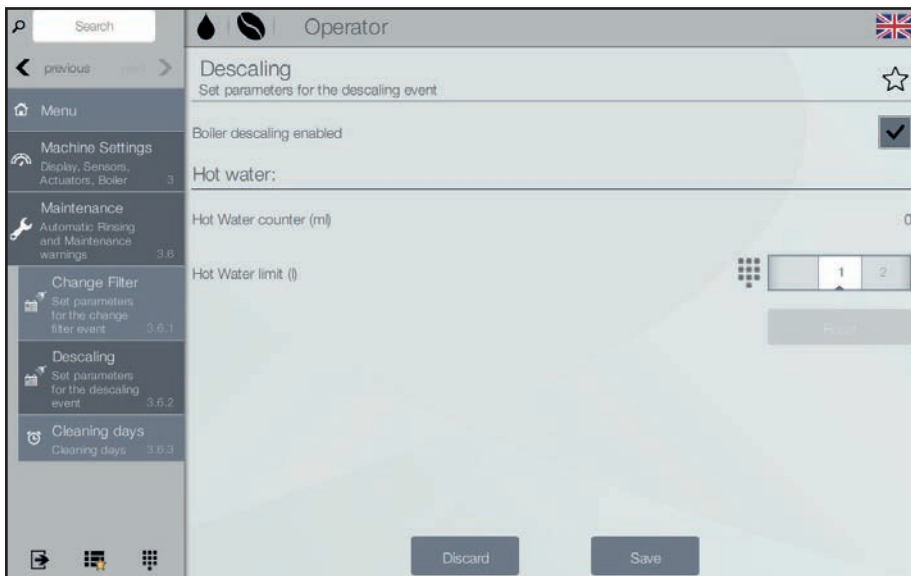 Search
previous
next
Menu
Machine Settings
Display, Sensors,
Actuators, Boiler 3
Maintenance
Automatic Rinsing
and Maintenance
warnings 3.6
Change Filter
Set parameters
for the change
filter event 3.6.1
Descaling
Set parameters
for the descaling
event 3.6.2
Cleaning days
Cleaning days 3.6.3
Operator
Descaling
Set parameters for the descaling event
Boiler descaling enabled
Hot water:
Hot Water counter (ml) 0
Hot Water limit (l) 1 2
Reset
Discard Save